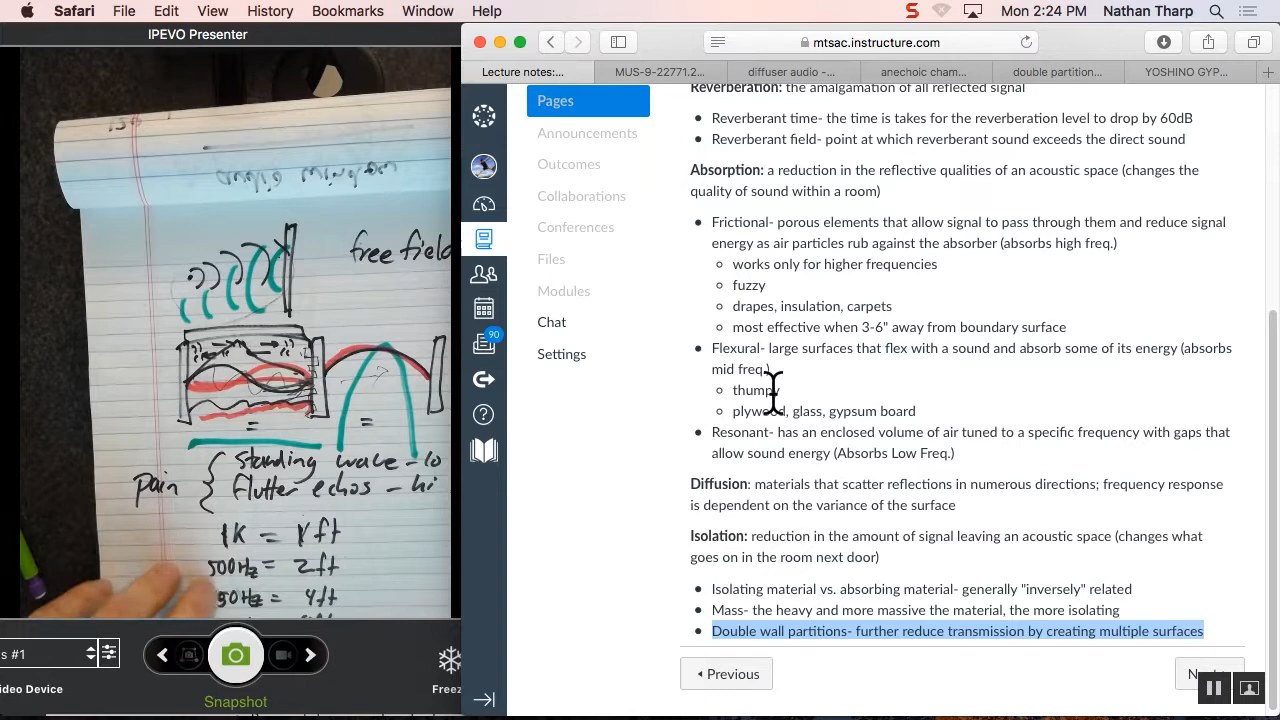 Safari File Edit View History Bookmarks Window Help
Mon 2:24 PM Nathan Tharp
IPEVO Presenter
mtsac.instructure.com
Lecture notes:...
MUS-9-22771.2...
diffuser audio -...
anechoic cham...
double partition...
YOSHINO GYP...
free field
pain
standing wave - lo
flutter echos - hi
1K = 1ft
500Hz = 2ft
50Hz = 4ft
s #1
ideo Device
Snapshot
Freez
90
Pages
Announcements
Outcomes
Collaborations
Conferences
Files
Modules
Chat
Settings
Reverberation: the amalgamation of all reflected signal
• Reverberant time- the time is takes for the reverberation level to drop by 60dB
• Reverberant field- point at which reverberant sound exceeds the direct sound
Absorption: a reduction in the reflective qualities of an acoustic space (changes the
quality of sound within a room)
• Frictional- porous elements that allow signal to pass through them and reduce signal
energy as air particles rub against the absorber (absorbs high freq.)
works only for higher frequencies
fuzzy
drapes, insulation, carpets
most effective when 3-6" away from boundary surface
• Flexural- large surfaces that flex with a sound and absorb some of its energy (absorbs
mid freq.)
thumpy
plywood, glass, gypsum board
• Resonant- has an enclosed volume of air tuned to a specific frequency with gaps that
allow sound energy (Absorbs Low Freq.)
Diffusion: materials that scatter reflections in numerous directions; frequency response
is dependent on the variance of the surface
Isolation: reduction in the amount of signal leaving an acoustic space (changes what
goes on in the room next door)
• Isolating material vs. absorbing material- generally "inversely" related
• Mass- the heavy and more massive the material, the more isolating
• Double wall partitions- further reduce transmission by creating multiple surfaces
Previous